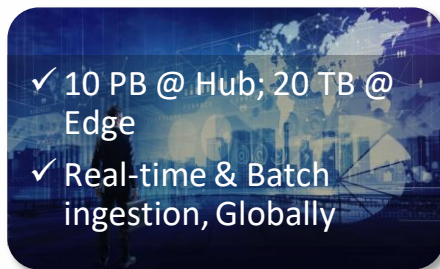 ✓ 10 PB @ Hub; 20 TB @
Edge
✓ Real-time & Batch
ingestion, Globally